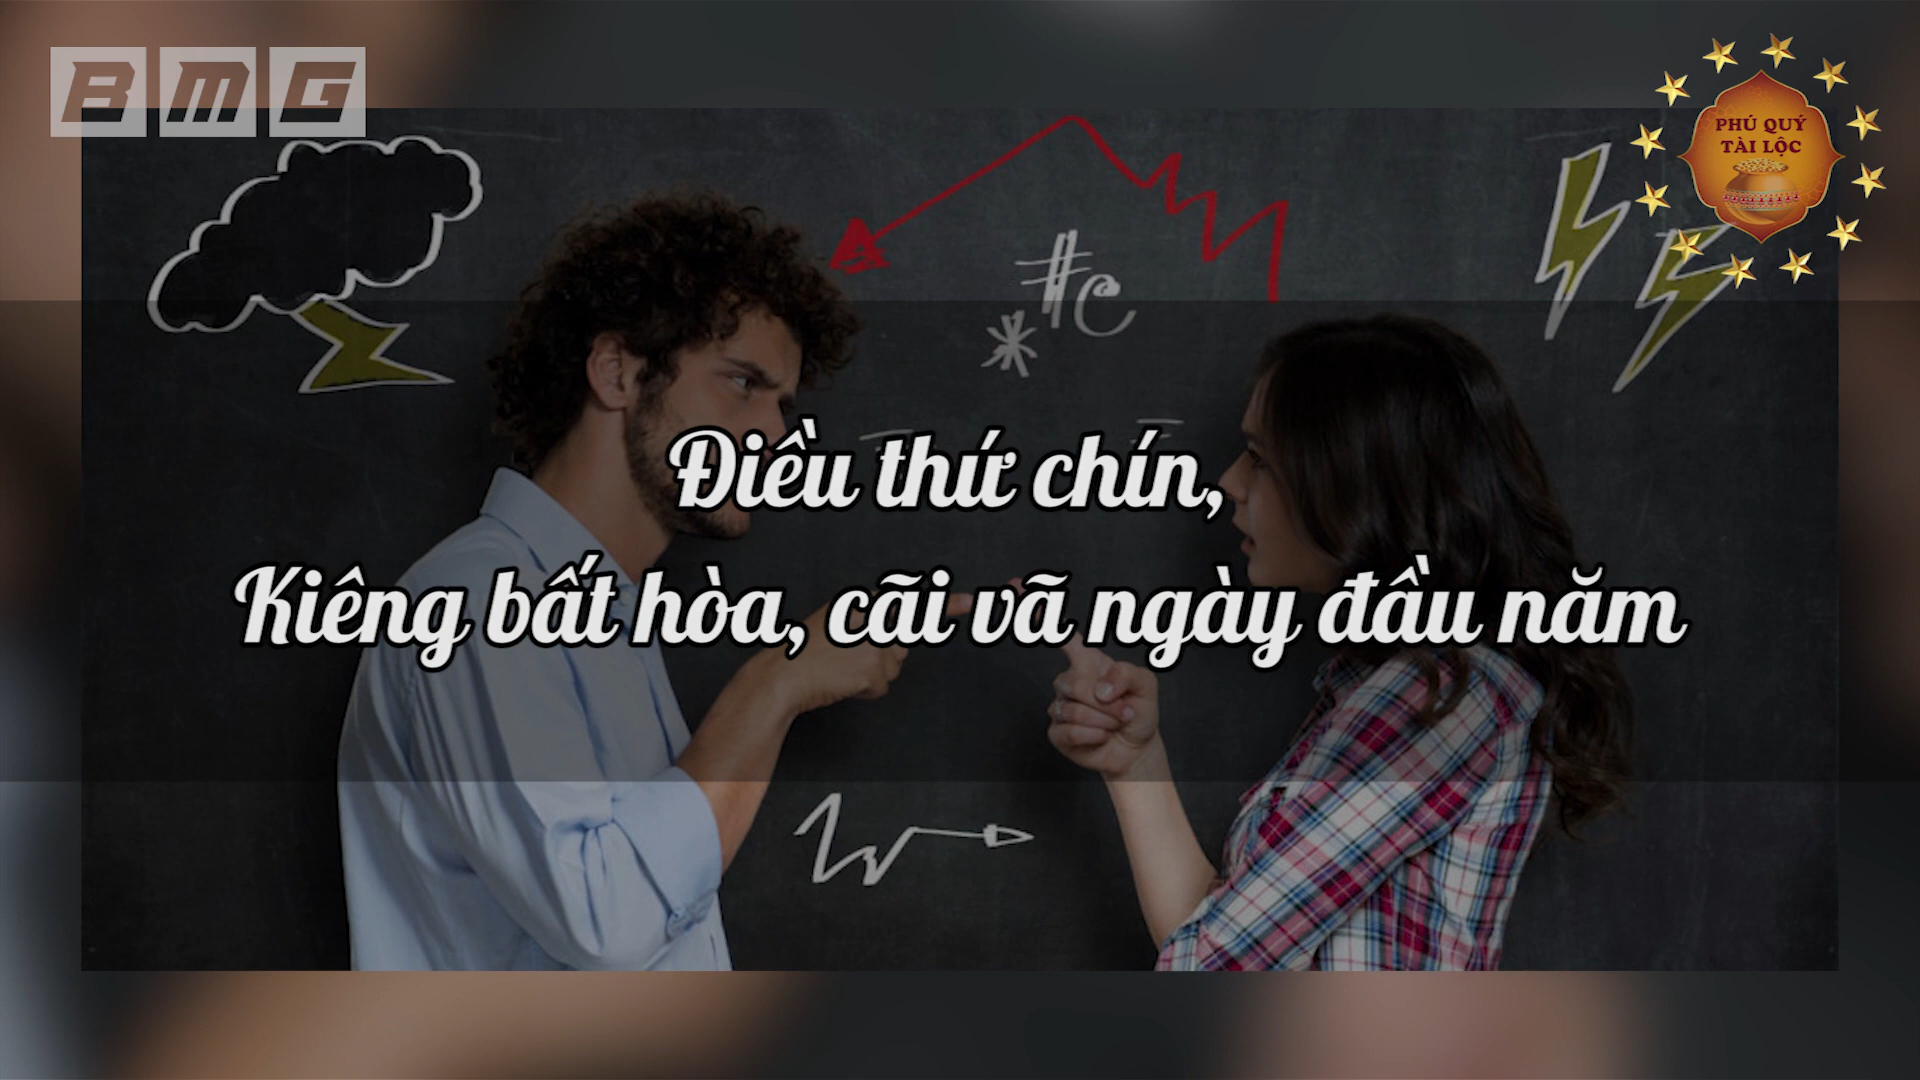 BMG
PHÚ QUÝ
TÀI LỘC
#e
*
Điều thứ chín,
Kiêng bất hòa, cãi vã ngày đầu năm